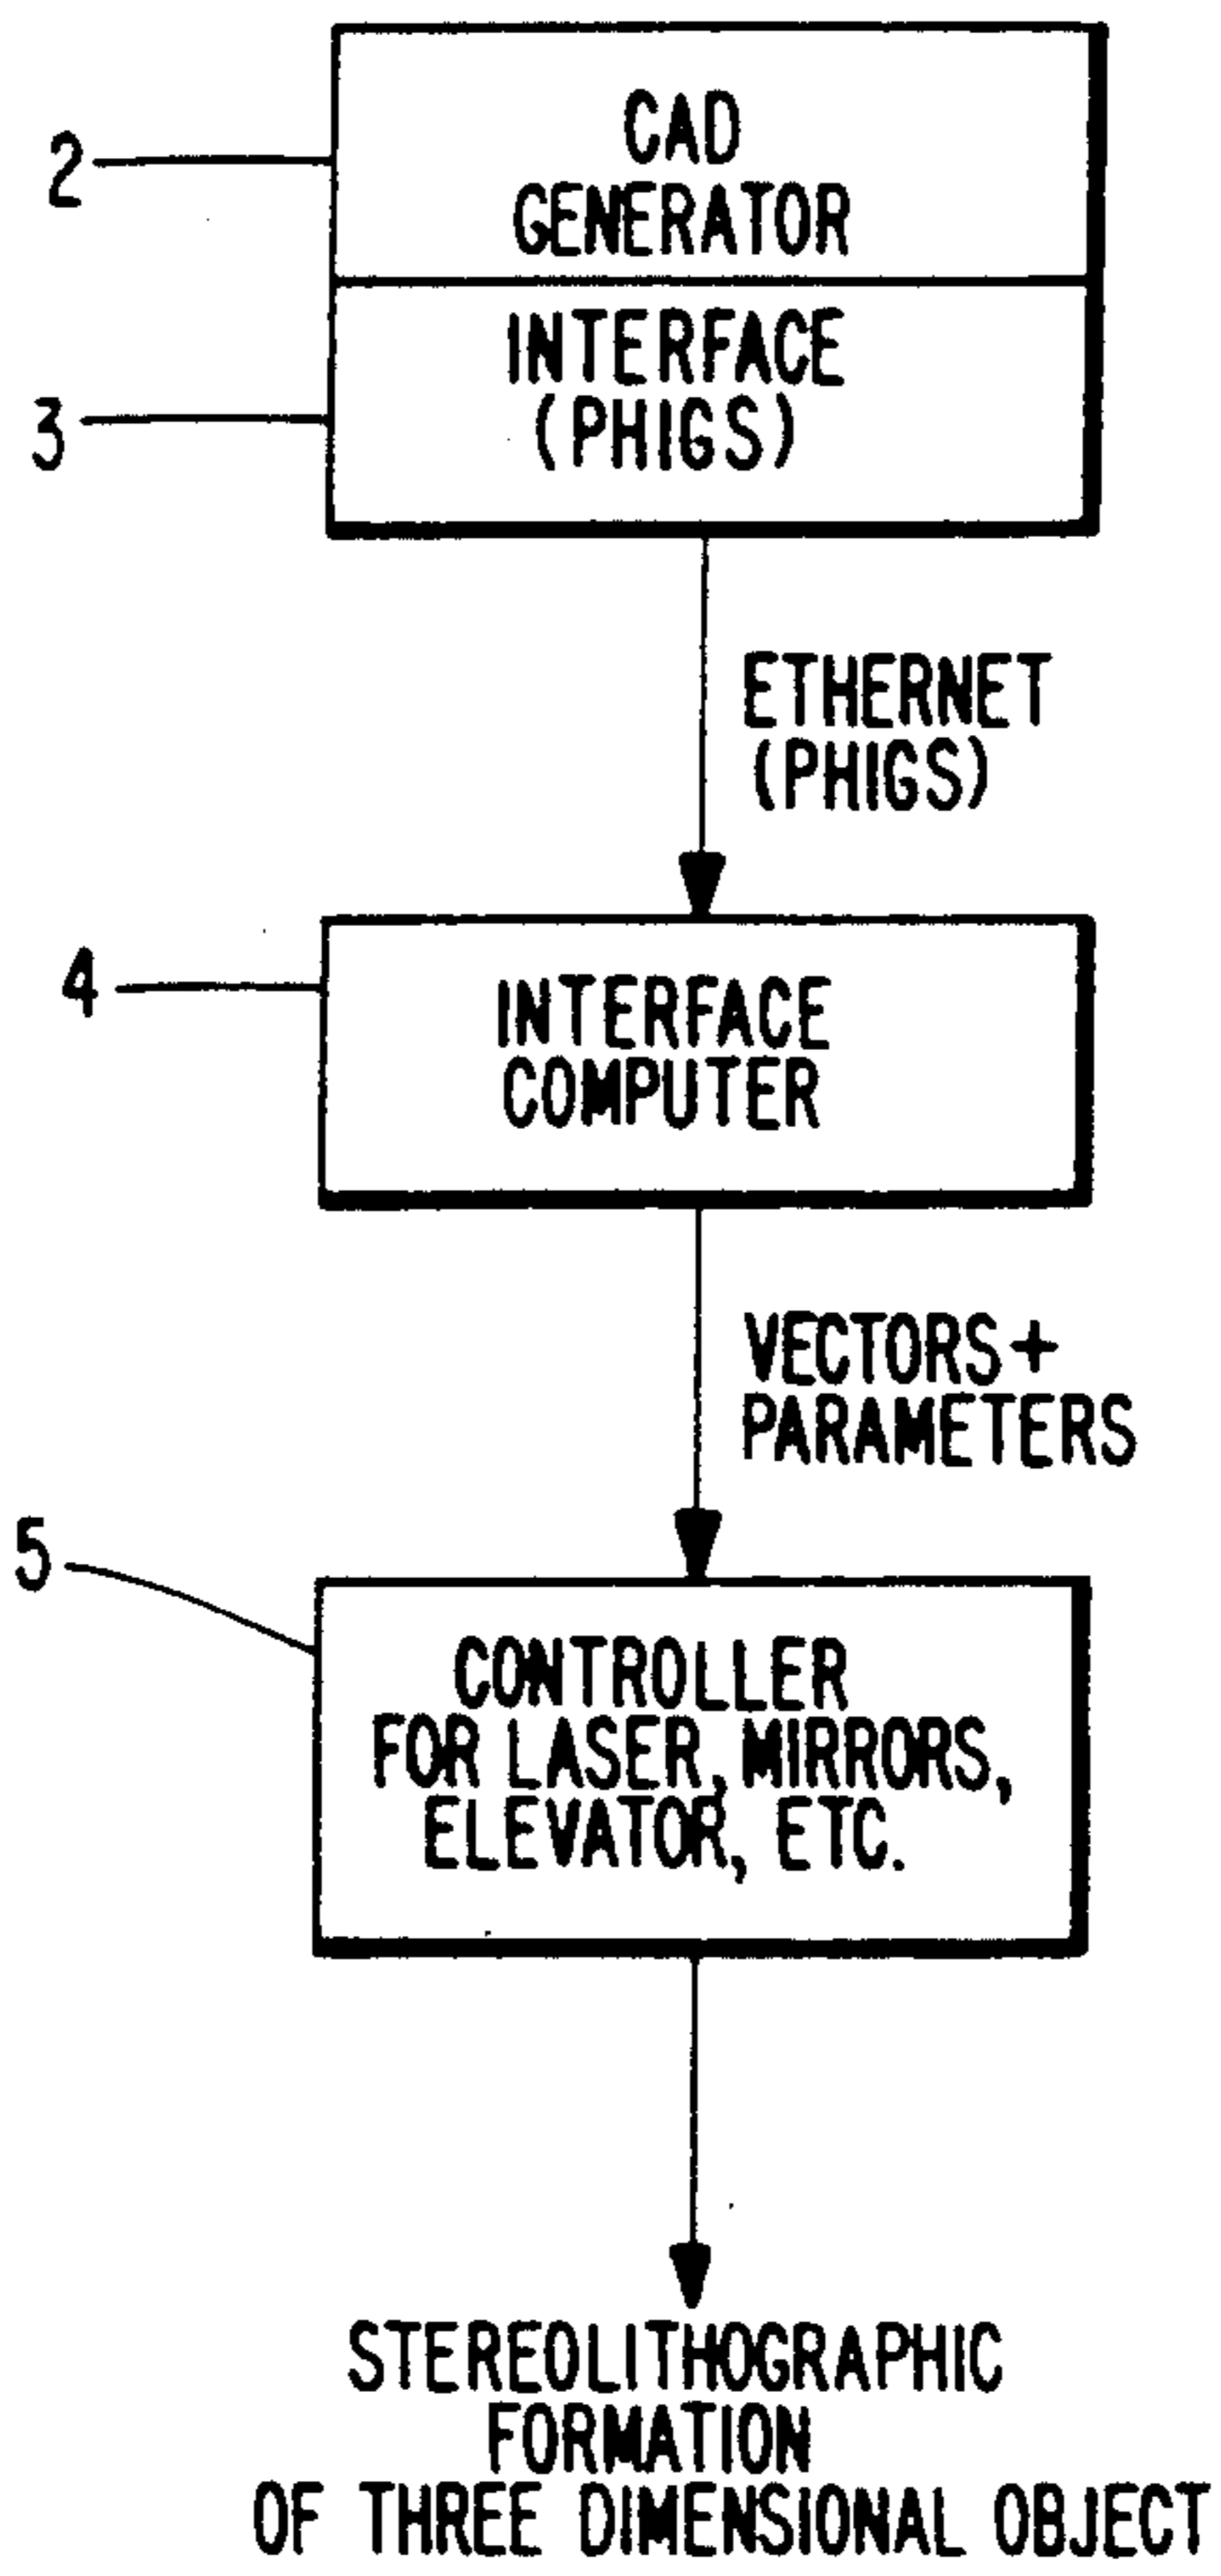 2
CAD
GENERATOR
3
INTERFACE
(PHIGS)
ETHERNET
(PHIGS)
4
INTERFACE
COMPUTER
VECTORS+
PARAMETERS
5
CONTROLLER
FOR LASER, MIRRORS,
ELEVATOR, ETC.
STEREOLITHOGRAPHIC
FORMATION
OF THREE DIMENSIONAL OBJECT